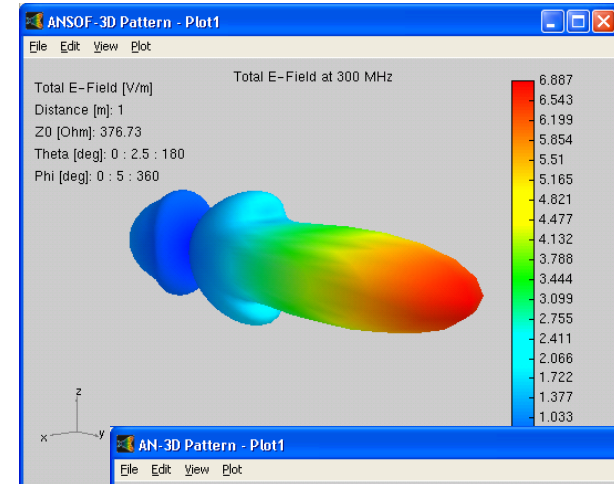 ANSOF-3D Pattern - Plot1
File Edit View Plot
Total E-Field [V/m]
Total E-Field at 300 MHz
Distance [m]: 1
Z0 [Ohm]: 376.73
Theta [deg]: 0 : 2.5 : 180
Phi [deg]: 0 : 5 : 360
6.887
6.543
6.199
5.854
5.51
5.165
4.821
4.477
4.132
3.788
3.444
3.099
2.755
2.411
2.066
1.722
1.377
1.033
z
x
y
AN-3D Pattern - Plot1
File Edit View Plot